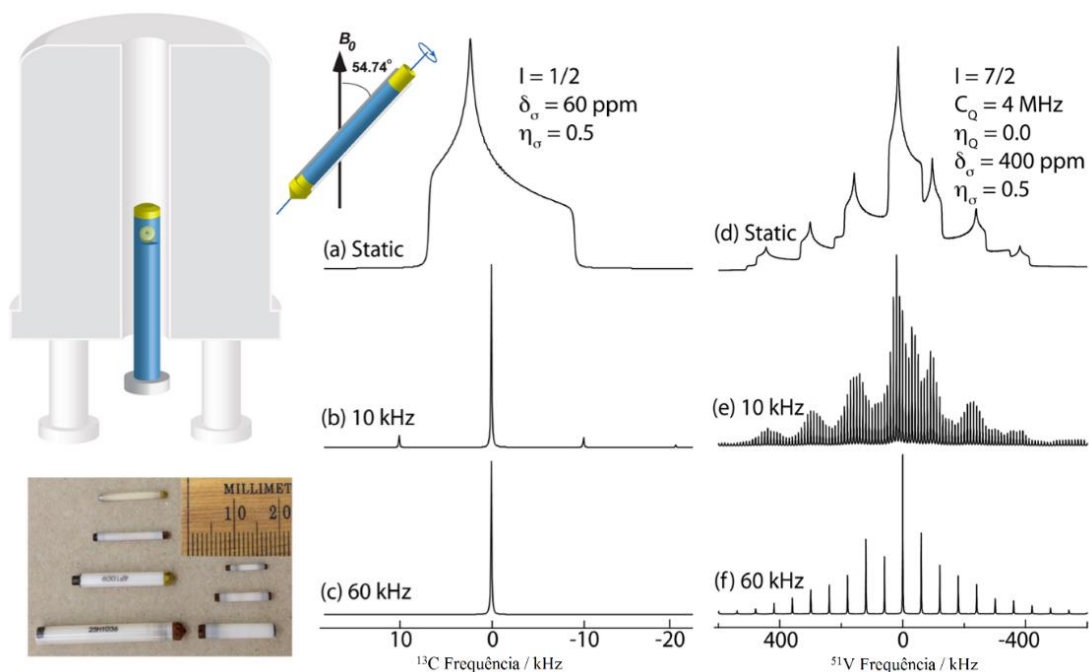 B₀
54.74°
I = 1/2
δσ = 60 ppm
ησ = 0.5
(a) Static
(b) 10 kHz
(c) 60 kHz
10 0 -10 -20
¹³C Frequência / kHz
I = 7/2
C_Q = 4 MHz
η_Q = 0.0
δσ = 400 ppm
ησ = 0.5
(d) Static
(e) 10 kHz
(f) 60 kHz
400 0 -400
⁵¹V Frequência / kHz
MILLIMET
10 20